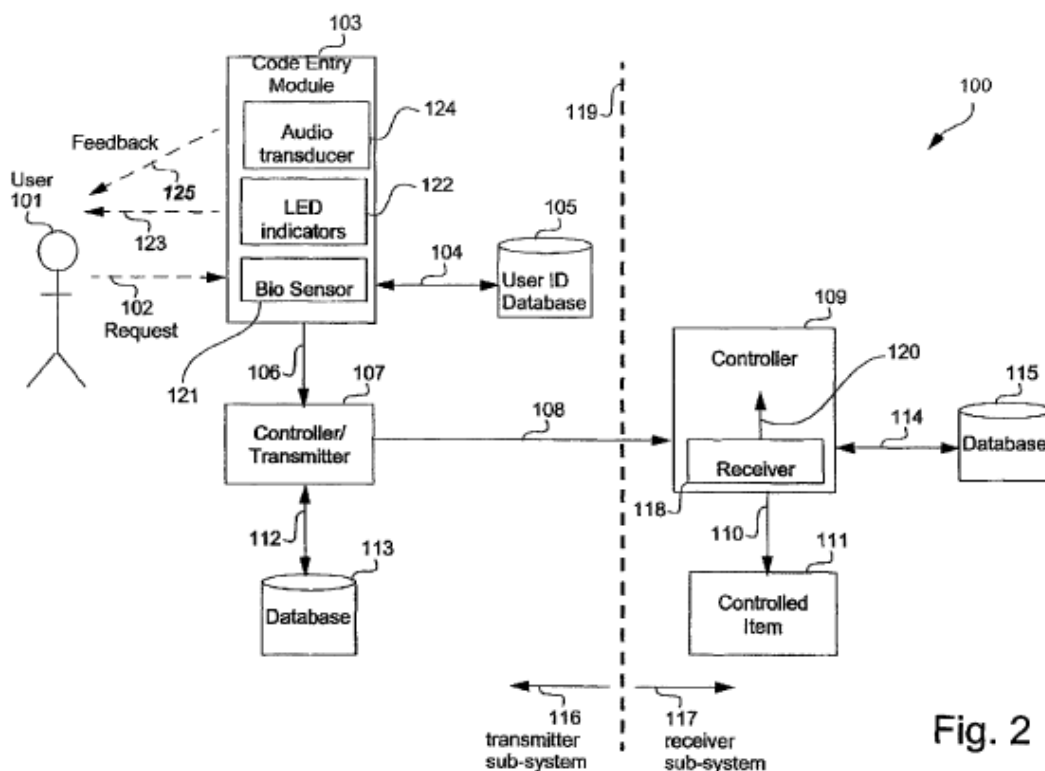 103
Code Entry
Module
124
Audio
transducer
Feedback
125
User
101
123
122
LED
indicators
102
Request
Bio Sensor
121
104
105
User ID
Database
119
100
106
107
Controller/
Transmitter
108
109
Controller
120
Receiver
118
114
115
Database
112
113
Database
110
111
Controlled
Item
116
transmitter
sub-system
117
receiver
sub-system
Fig. 2